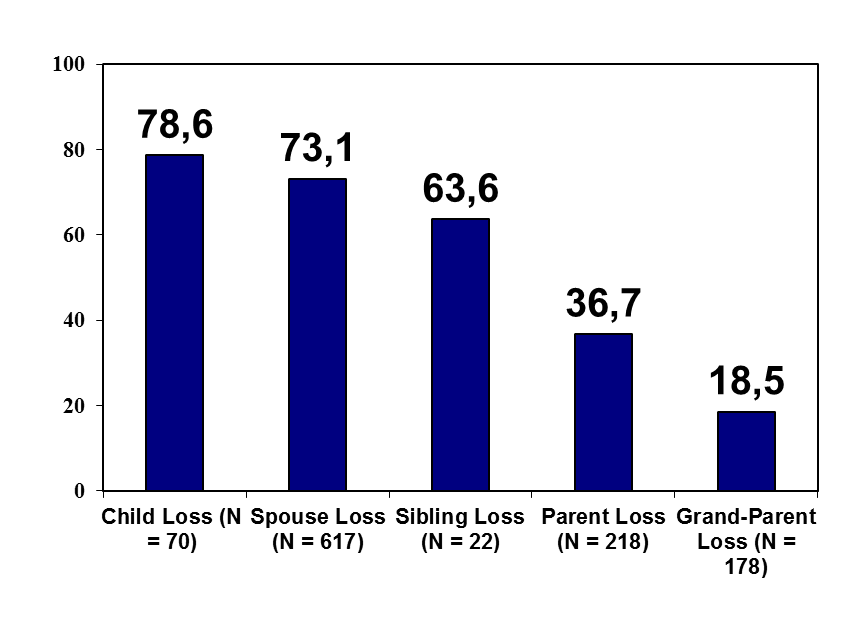 100
80
60
40
20
0
78,6
73,1
63,6
36,7
18,5
Child Loss (N
= 70)
Spouse Loss
(N = 617)
Sibling Loss
(N = 22)
Parent Loss
(N = 218)
Grand-Parent
Loss (N =
178)